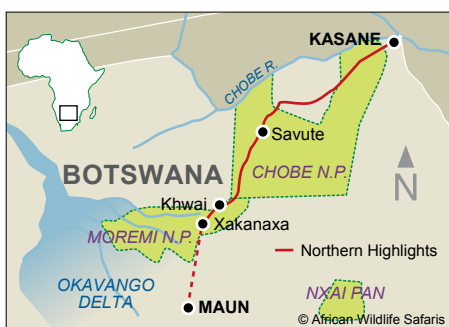 KASANE
CHOBE R.
Savute
BOTSWANA
CHOBE N.P.
N
Khwai
Xakanaxa
MOREMI N.P.
Northern Highlights
OKAVANGO
DELTA
MAUN
NXAI PAN
© African Wildlife Safaris